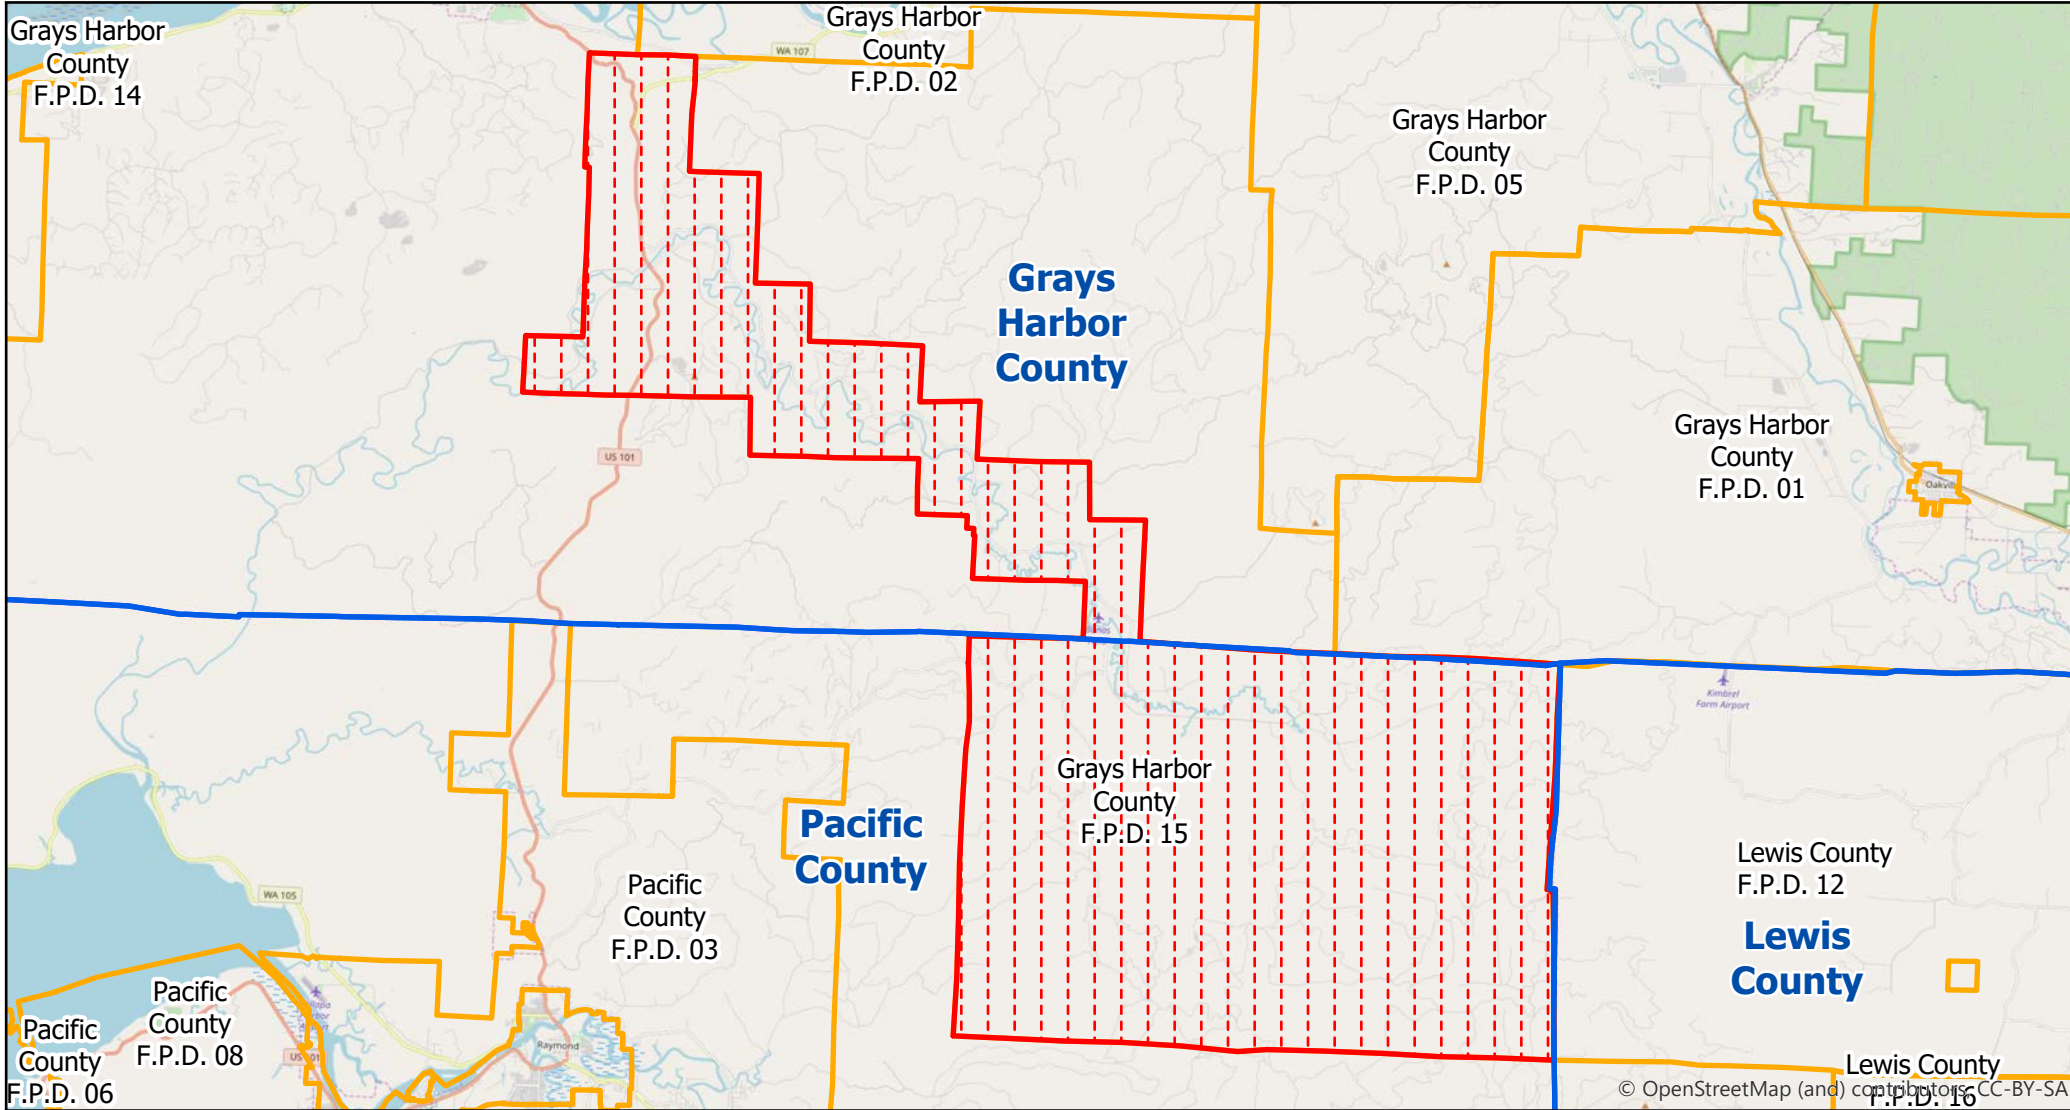 Grays Harbor
County
F.P.D. 14
WA 107
Grays Harbor
County
F.P.D. 02
Grays Harbor
County
F.P.D. 05
Grays
Harbor
County
Grays Harbor
County
F.P.D. 01
US 101
Kimbrel
Farm Airport
Grays Harbor
County
F.P.D. 15
Pacific
County
Lewis County
F.P.D. 12
Lewis
County
WA 105
Pacific
County
F.P.D. 03
Pacific
County
F.P.D. 08
Pacific
County
F.P.D. 06
Raymond
Lewis County
F.P.D. 16
© OpenStreetMap (and) contributors, CC-BY-SA